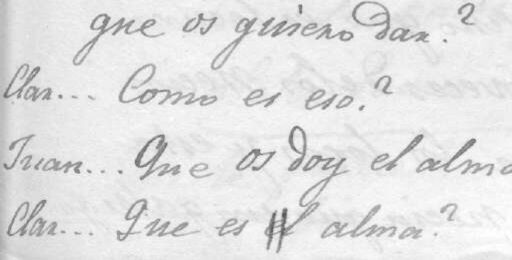 que os quiero dar.?
Clar... Como es eso.?
Juan... Que os doy el alma
Clar... Que es el alma.?